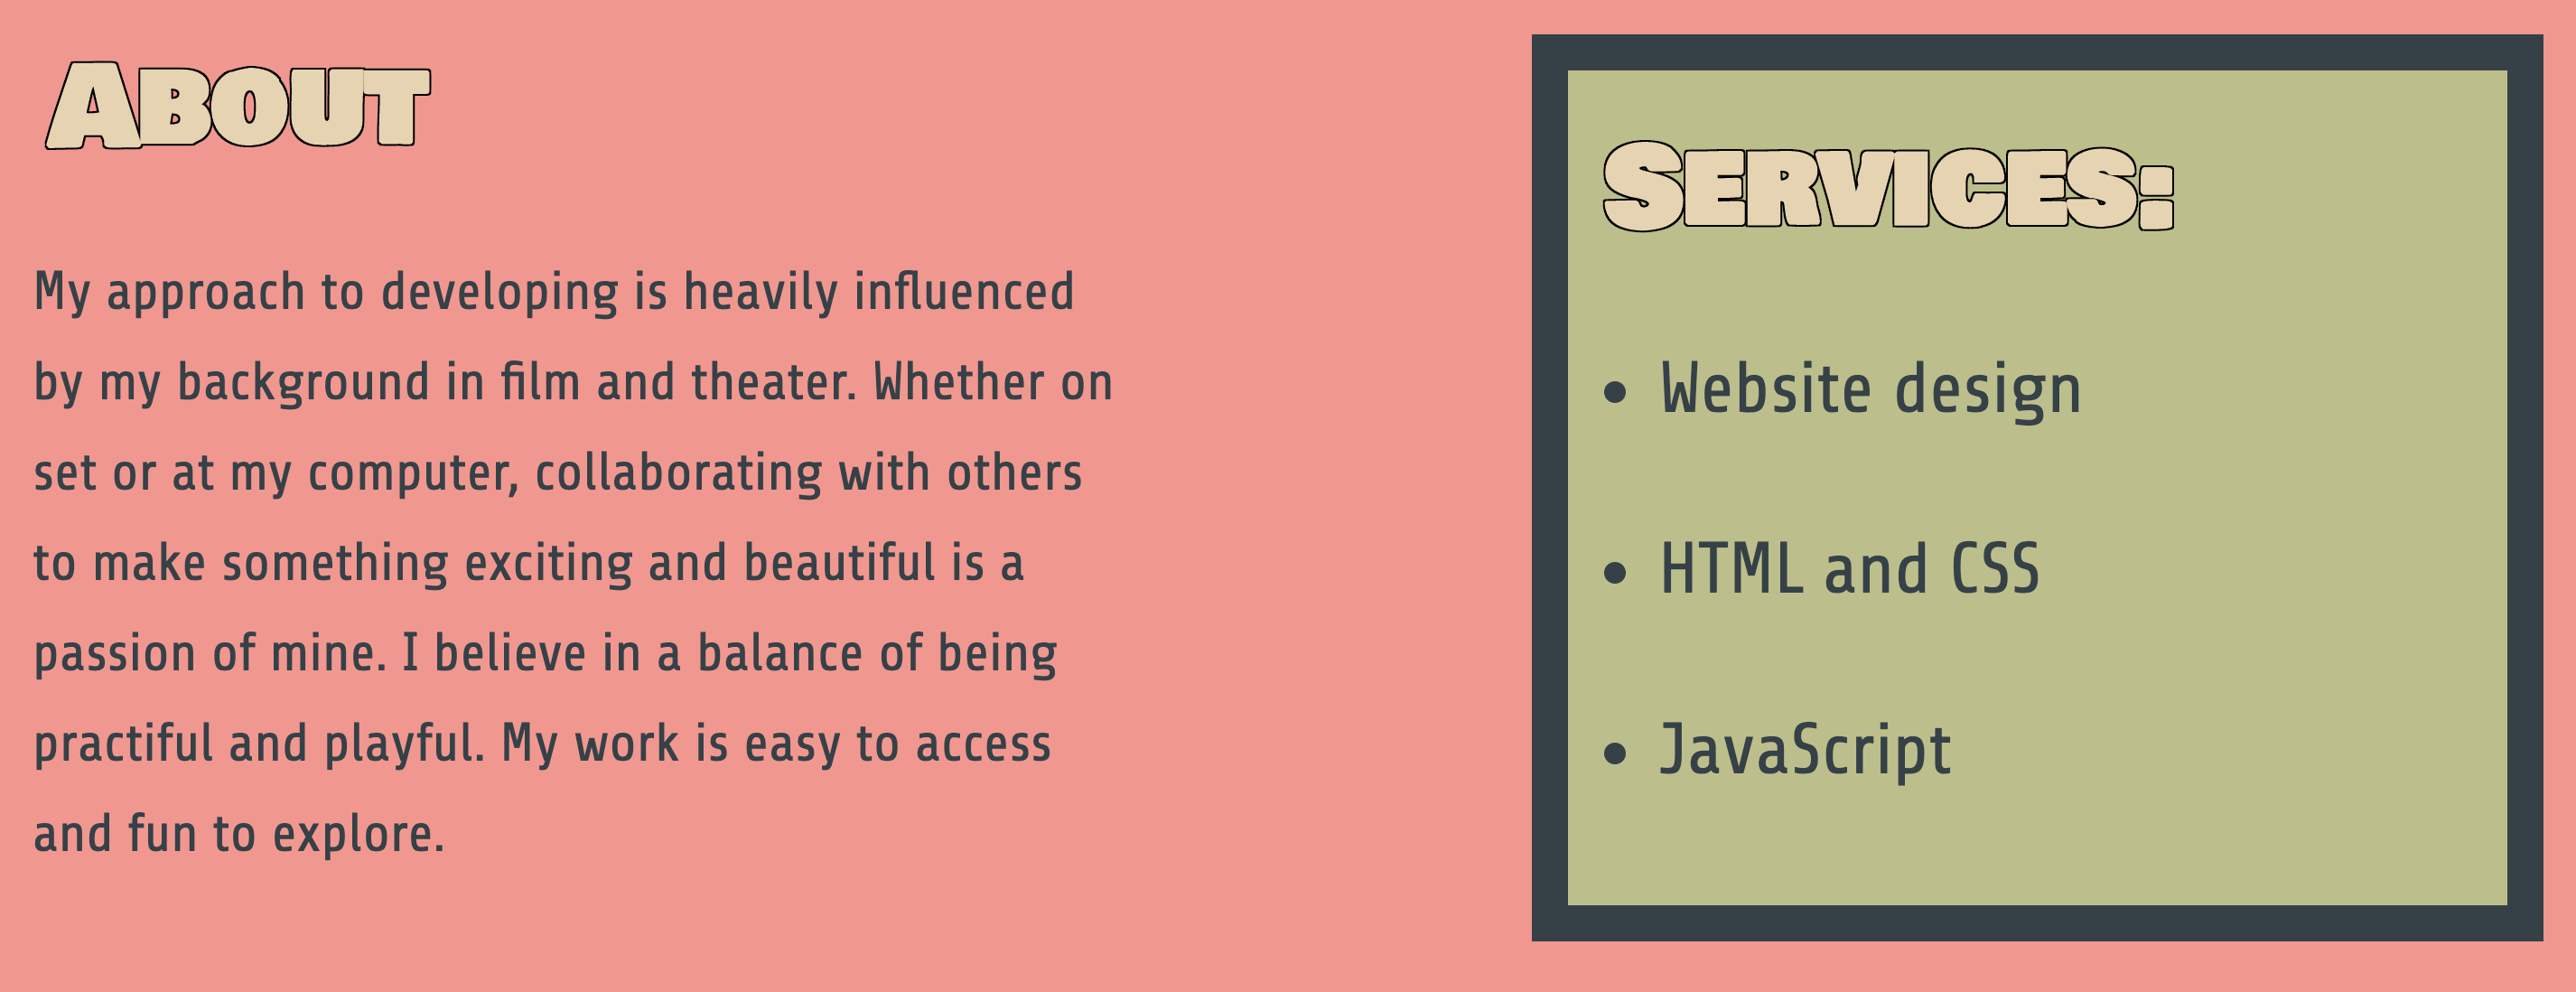 ABOUT
My approach to developing is heavily influenced
by my background in film and theater. Whether on
set or at my computer, collaborating with others
to make something exciting and beautiful is a
passion of mine. I believe in a balance of being
practiful and playful. My work is easy to access
and fun to explore.
SERVICES:
• Website design
• HTML and CSS
• JavaScript